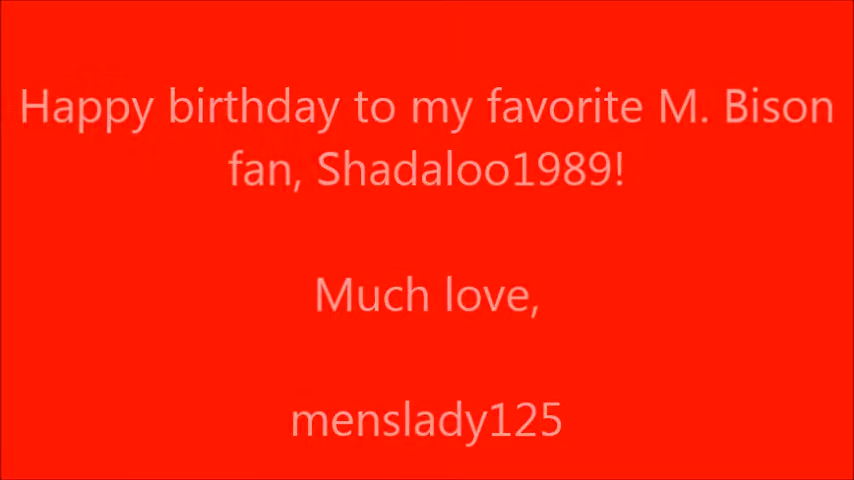 Happy birthday to my favorite M. Bison
fan, Shadaloo1989!
Much love,
menslady125